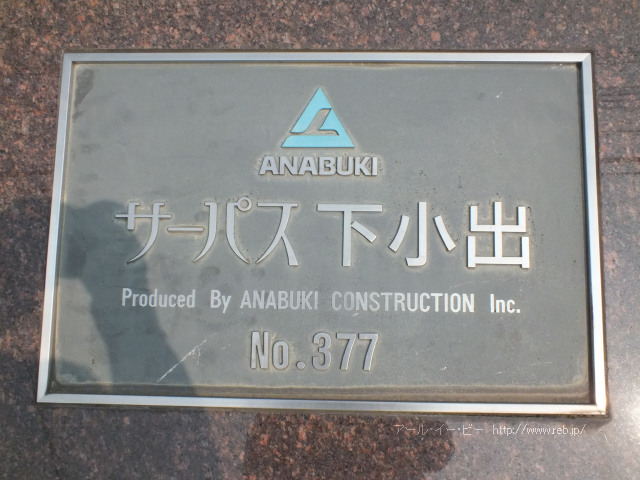 ANABUKI
サーパス下小出
Produced By ANABUKI CONSTRUCTION Inc.
No.377
アール・イー・ビー http://www.reb.jp/